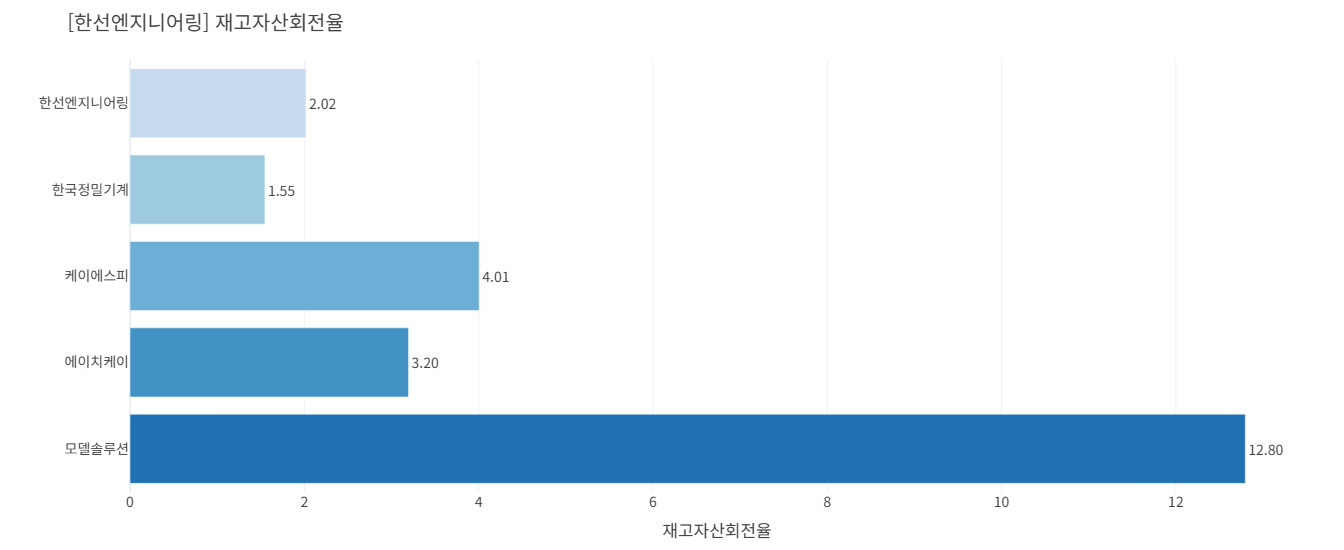 [한선엔지니어링] 재고자산회전율
한선엔지니어링
2.02
한국정밀기계
1.55
케이에스피
4.01
에이치케이
3.20
모델솔루션
12.80
0 2 4 6 8 10 12
재고자산회전율